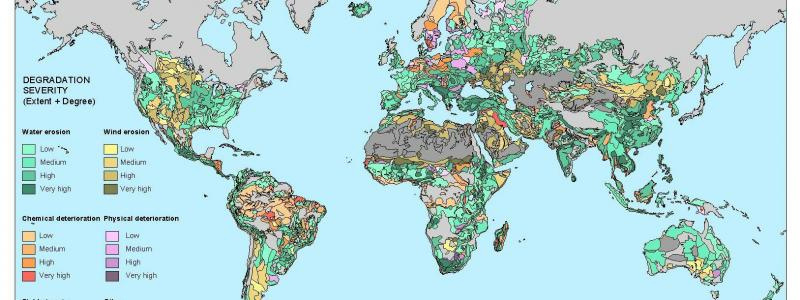 DEGRADATION
SEVERITY
(Extent + Degree)
Water erosion
Wind erosion
Low
Medium
High
Very high
Low
Medium
High
Very high
Chemical deterioration
Physical deterioration
Low
Medium
High
Very high
Low
Medium
High
Very high